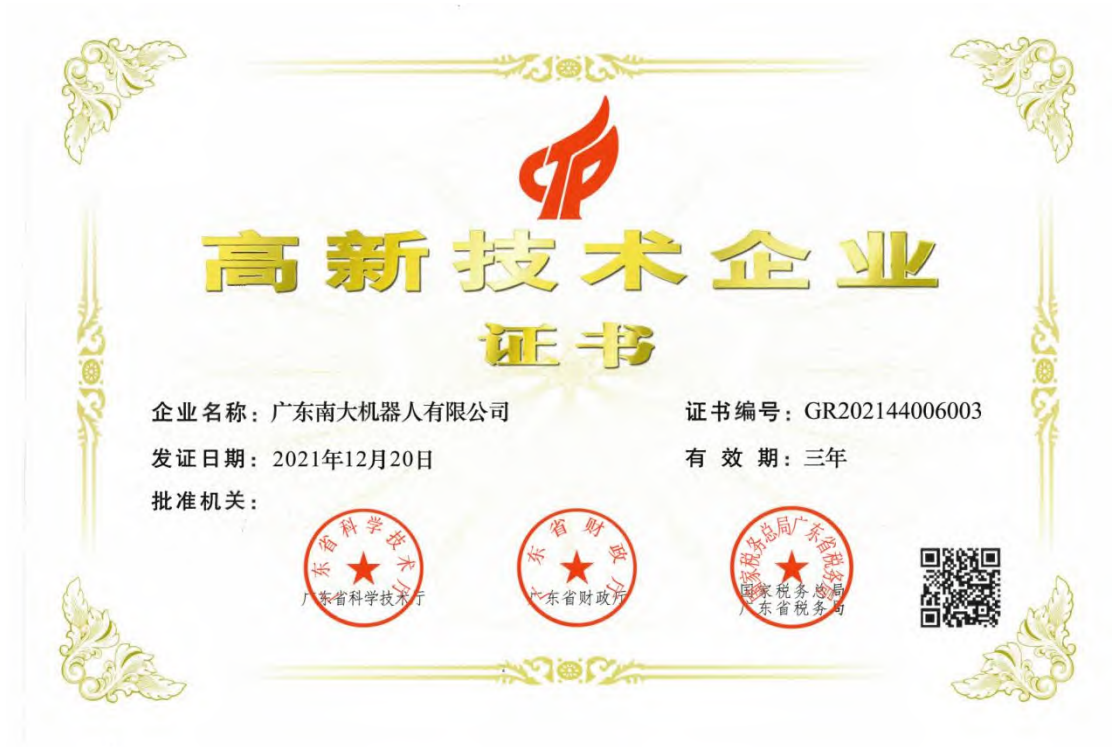 CTP
高新技术企业
证书
企业名称：广东南大机器人有限公司
证书编号：GR202144006003
发证日期：2021年12月20日
有效期：三年
批准机关：
广东省科学技术厅
广东省科学技术厅
广东省财政厅
广东省财政厅
国家税务总局广东省税务局
国家税务总局
广东省税务局